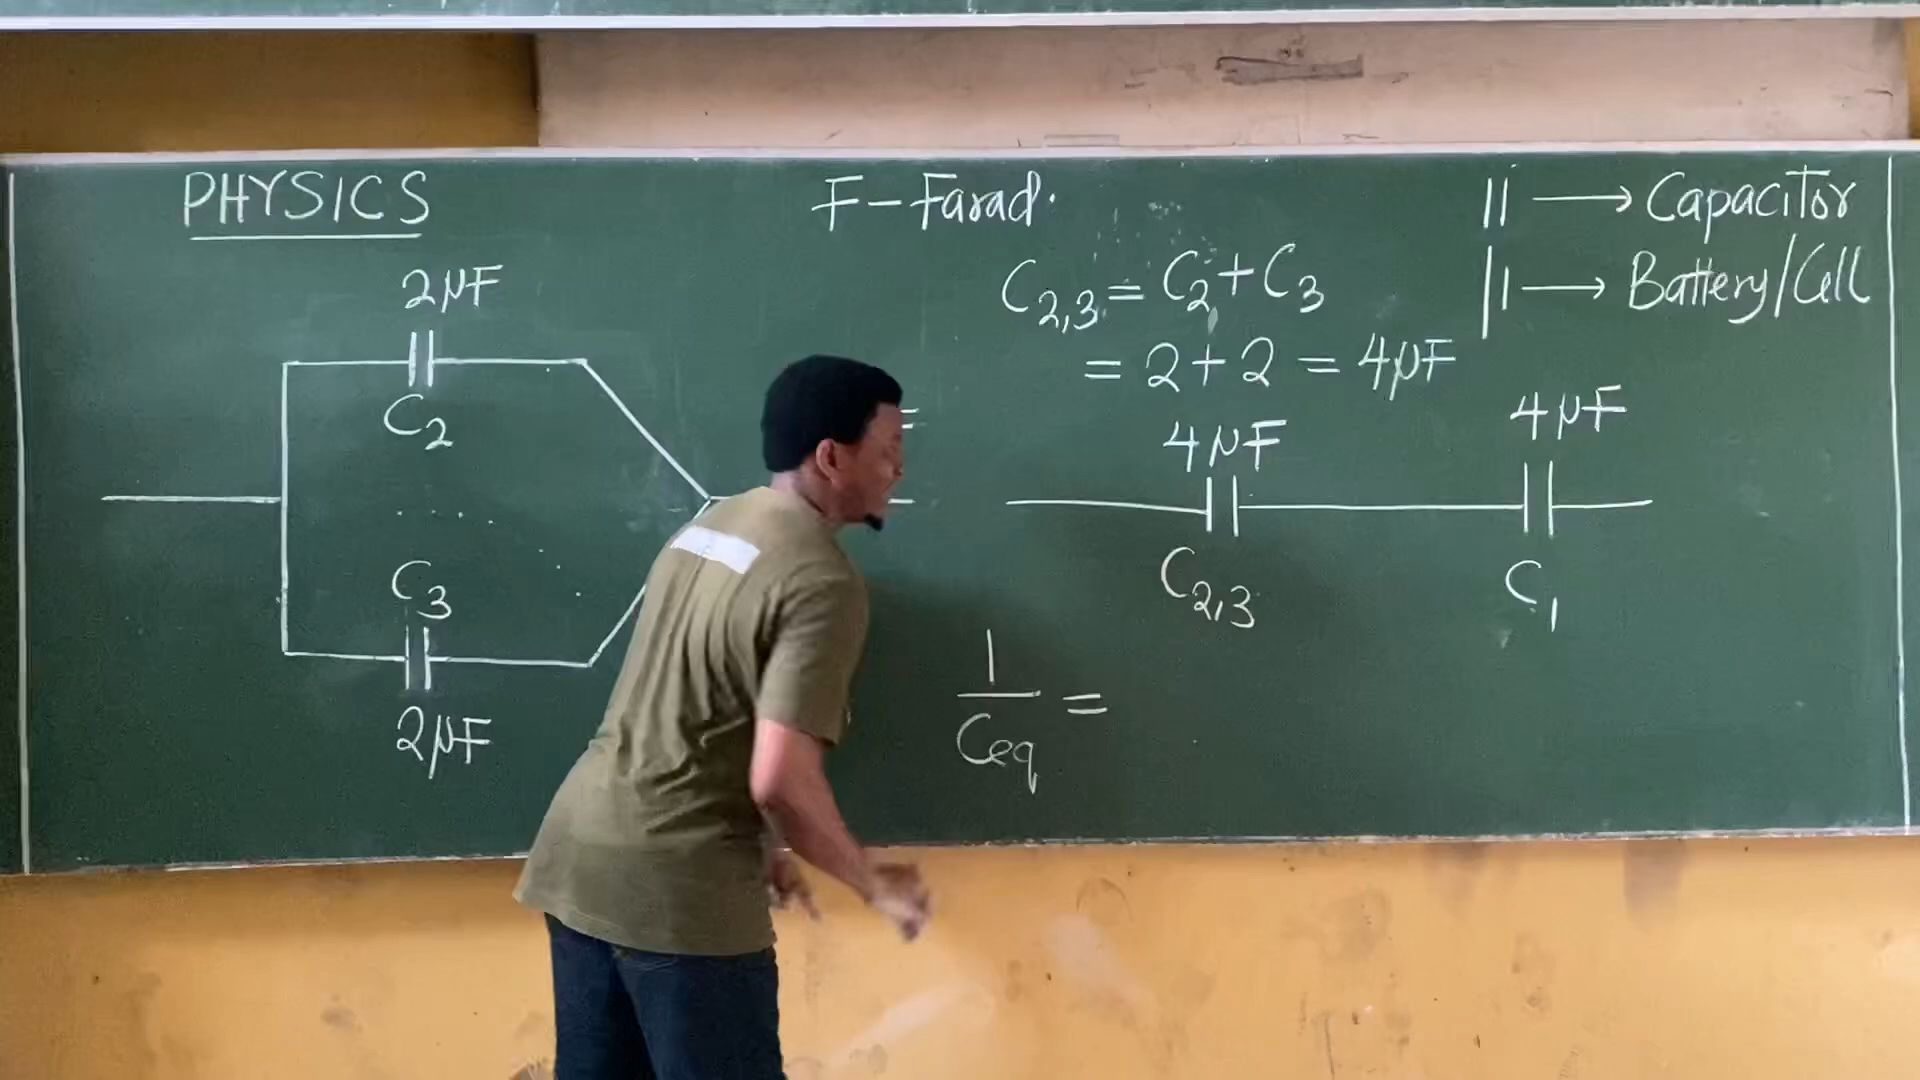 PHYSICS
F-Farad.
|| → Capacitor
|| → Battery/Cell
2μF
C₂
C₃
2μF
C₂,₃ = C₂+C₃
= 2+2 = 4μF
4μF
4μF
C₂,₃
C₁
1/Ceq =